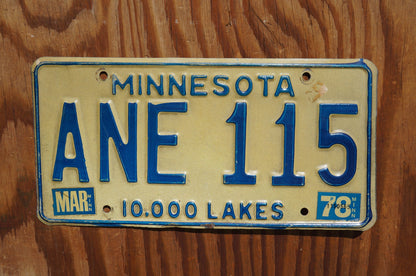 MINNESOTA
ANE 115
MAR 10.000 LAKES 78